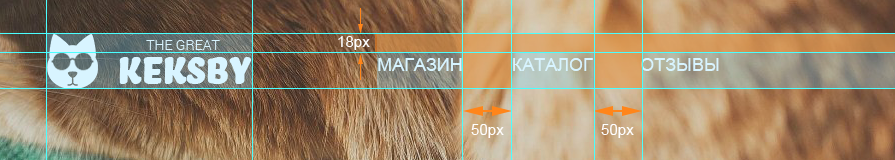 THE GREAT
KEKSBY
18px
МАГАЗИН
КАТАЛОГ
ОТЗЫВЫ
50px
50px